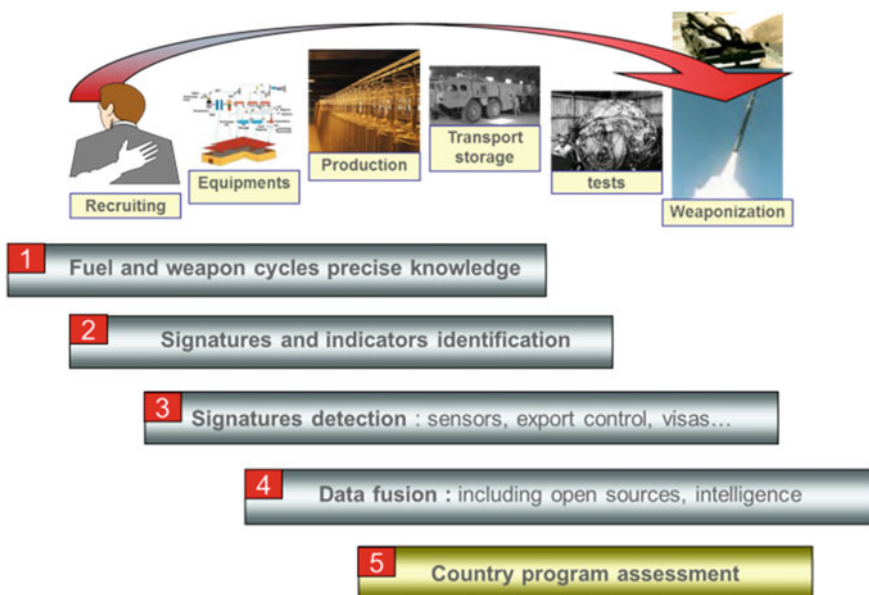 Recruiting
Equipments
Production
Transport
storage
tests
Weaponization
1
Fuel and weapon cycles precise knowledge
2
Signatures and indicators identification
3
Signatures detection : sensors, export control, visas...
4
Data fusion : including open sources, intelligence
5
Country program assessment